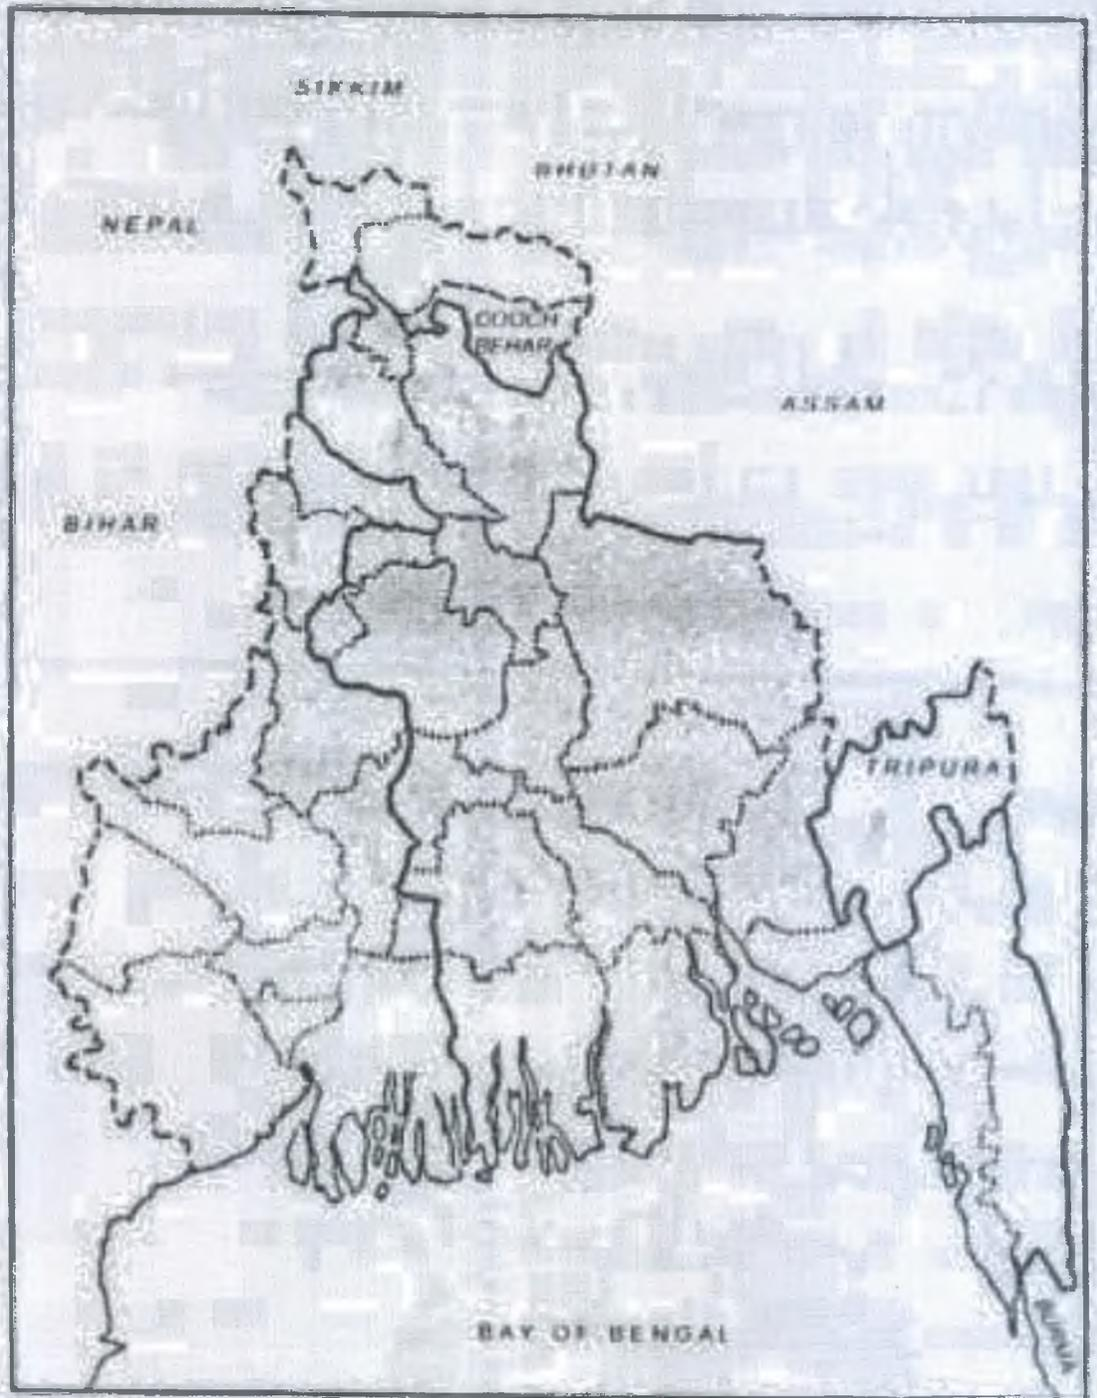 SIKKIM
BHUTAN
NEPAL
COOCH
BEHAR
ASSAM
BIHAR
TRIPURA
BAY OF BENGAL
BURMA